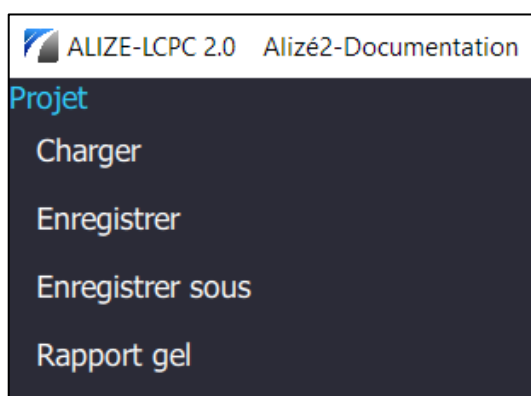 ALIZE-LCPC 2.0 Alizé2-Documentation
Projet
Charger
Enregistrer
Enregistrer sous
Rapport gel